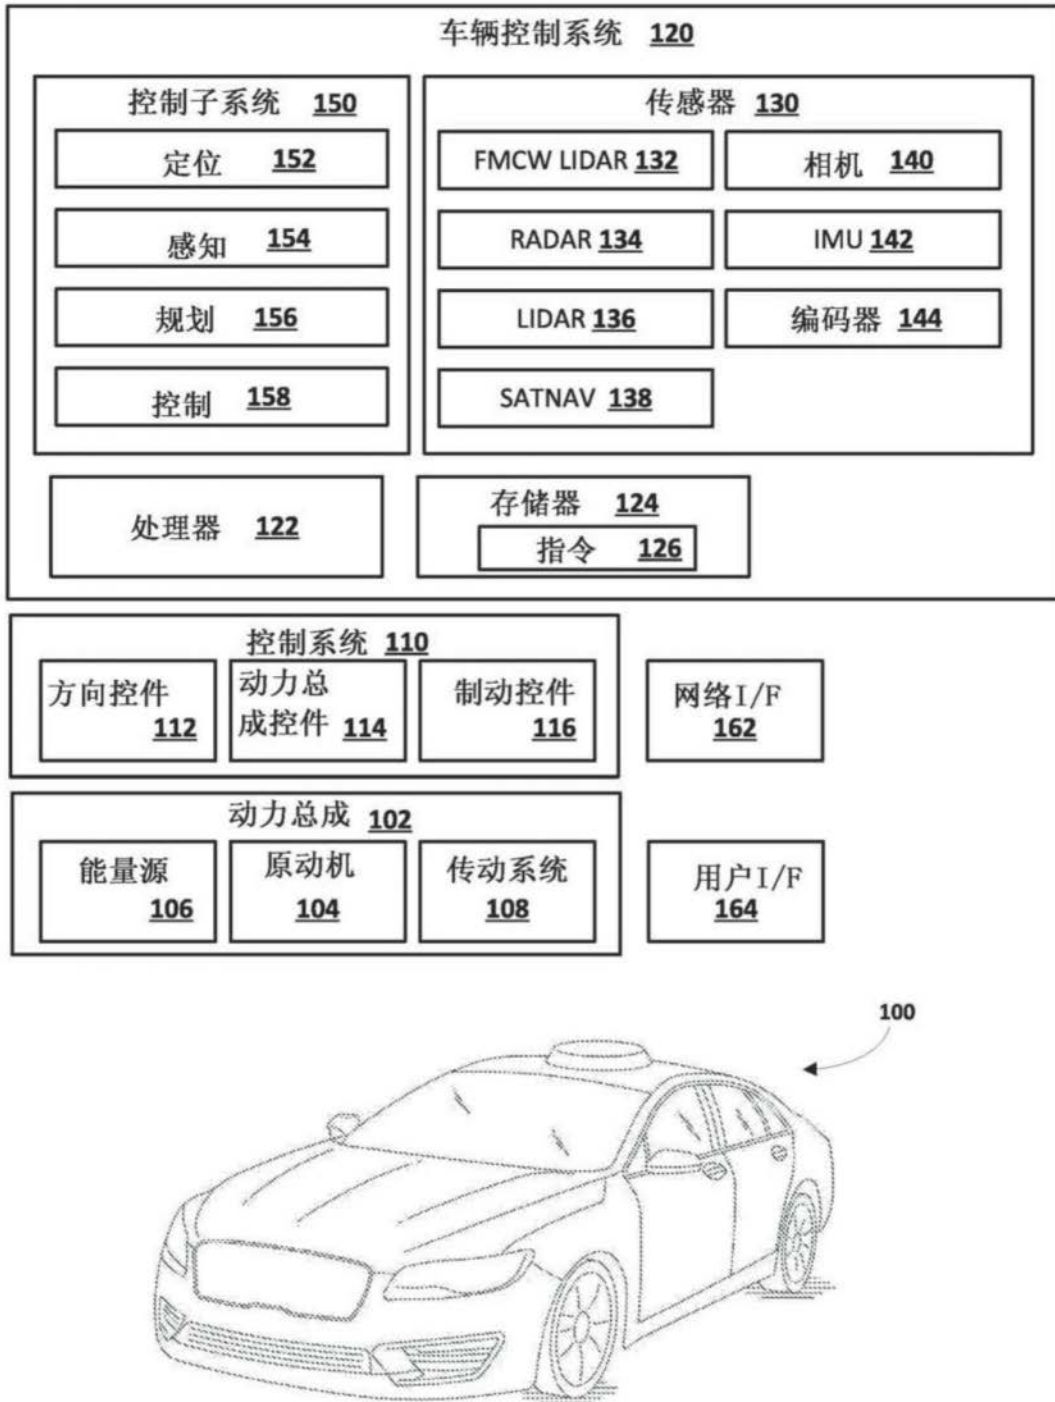 车辆控制系统 120
控制子系统 150
定位 152
感知 154
规划 156
控制 158
传感器 130
FMCW LIDAR 132
相机 140
RADAR 134
IMU 142
LIDAR 136
编码器 144
SATNAV 138
处理器 122
存储器 124
指令 126
控制系统 110
方向控件
112
动力总
成控件 114
制动控件
116
网络I/F
162
动力总成 102
能量源
106
原动机
104
传动系统
108
用户I/F
164
100